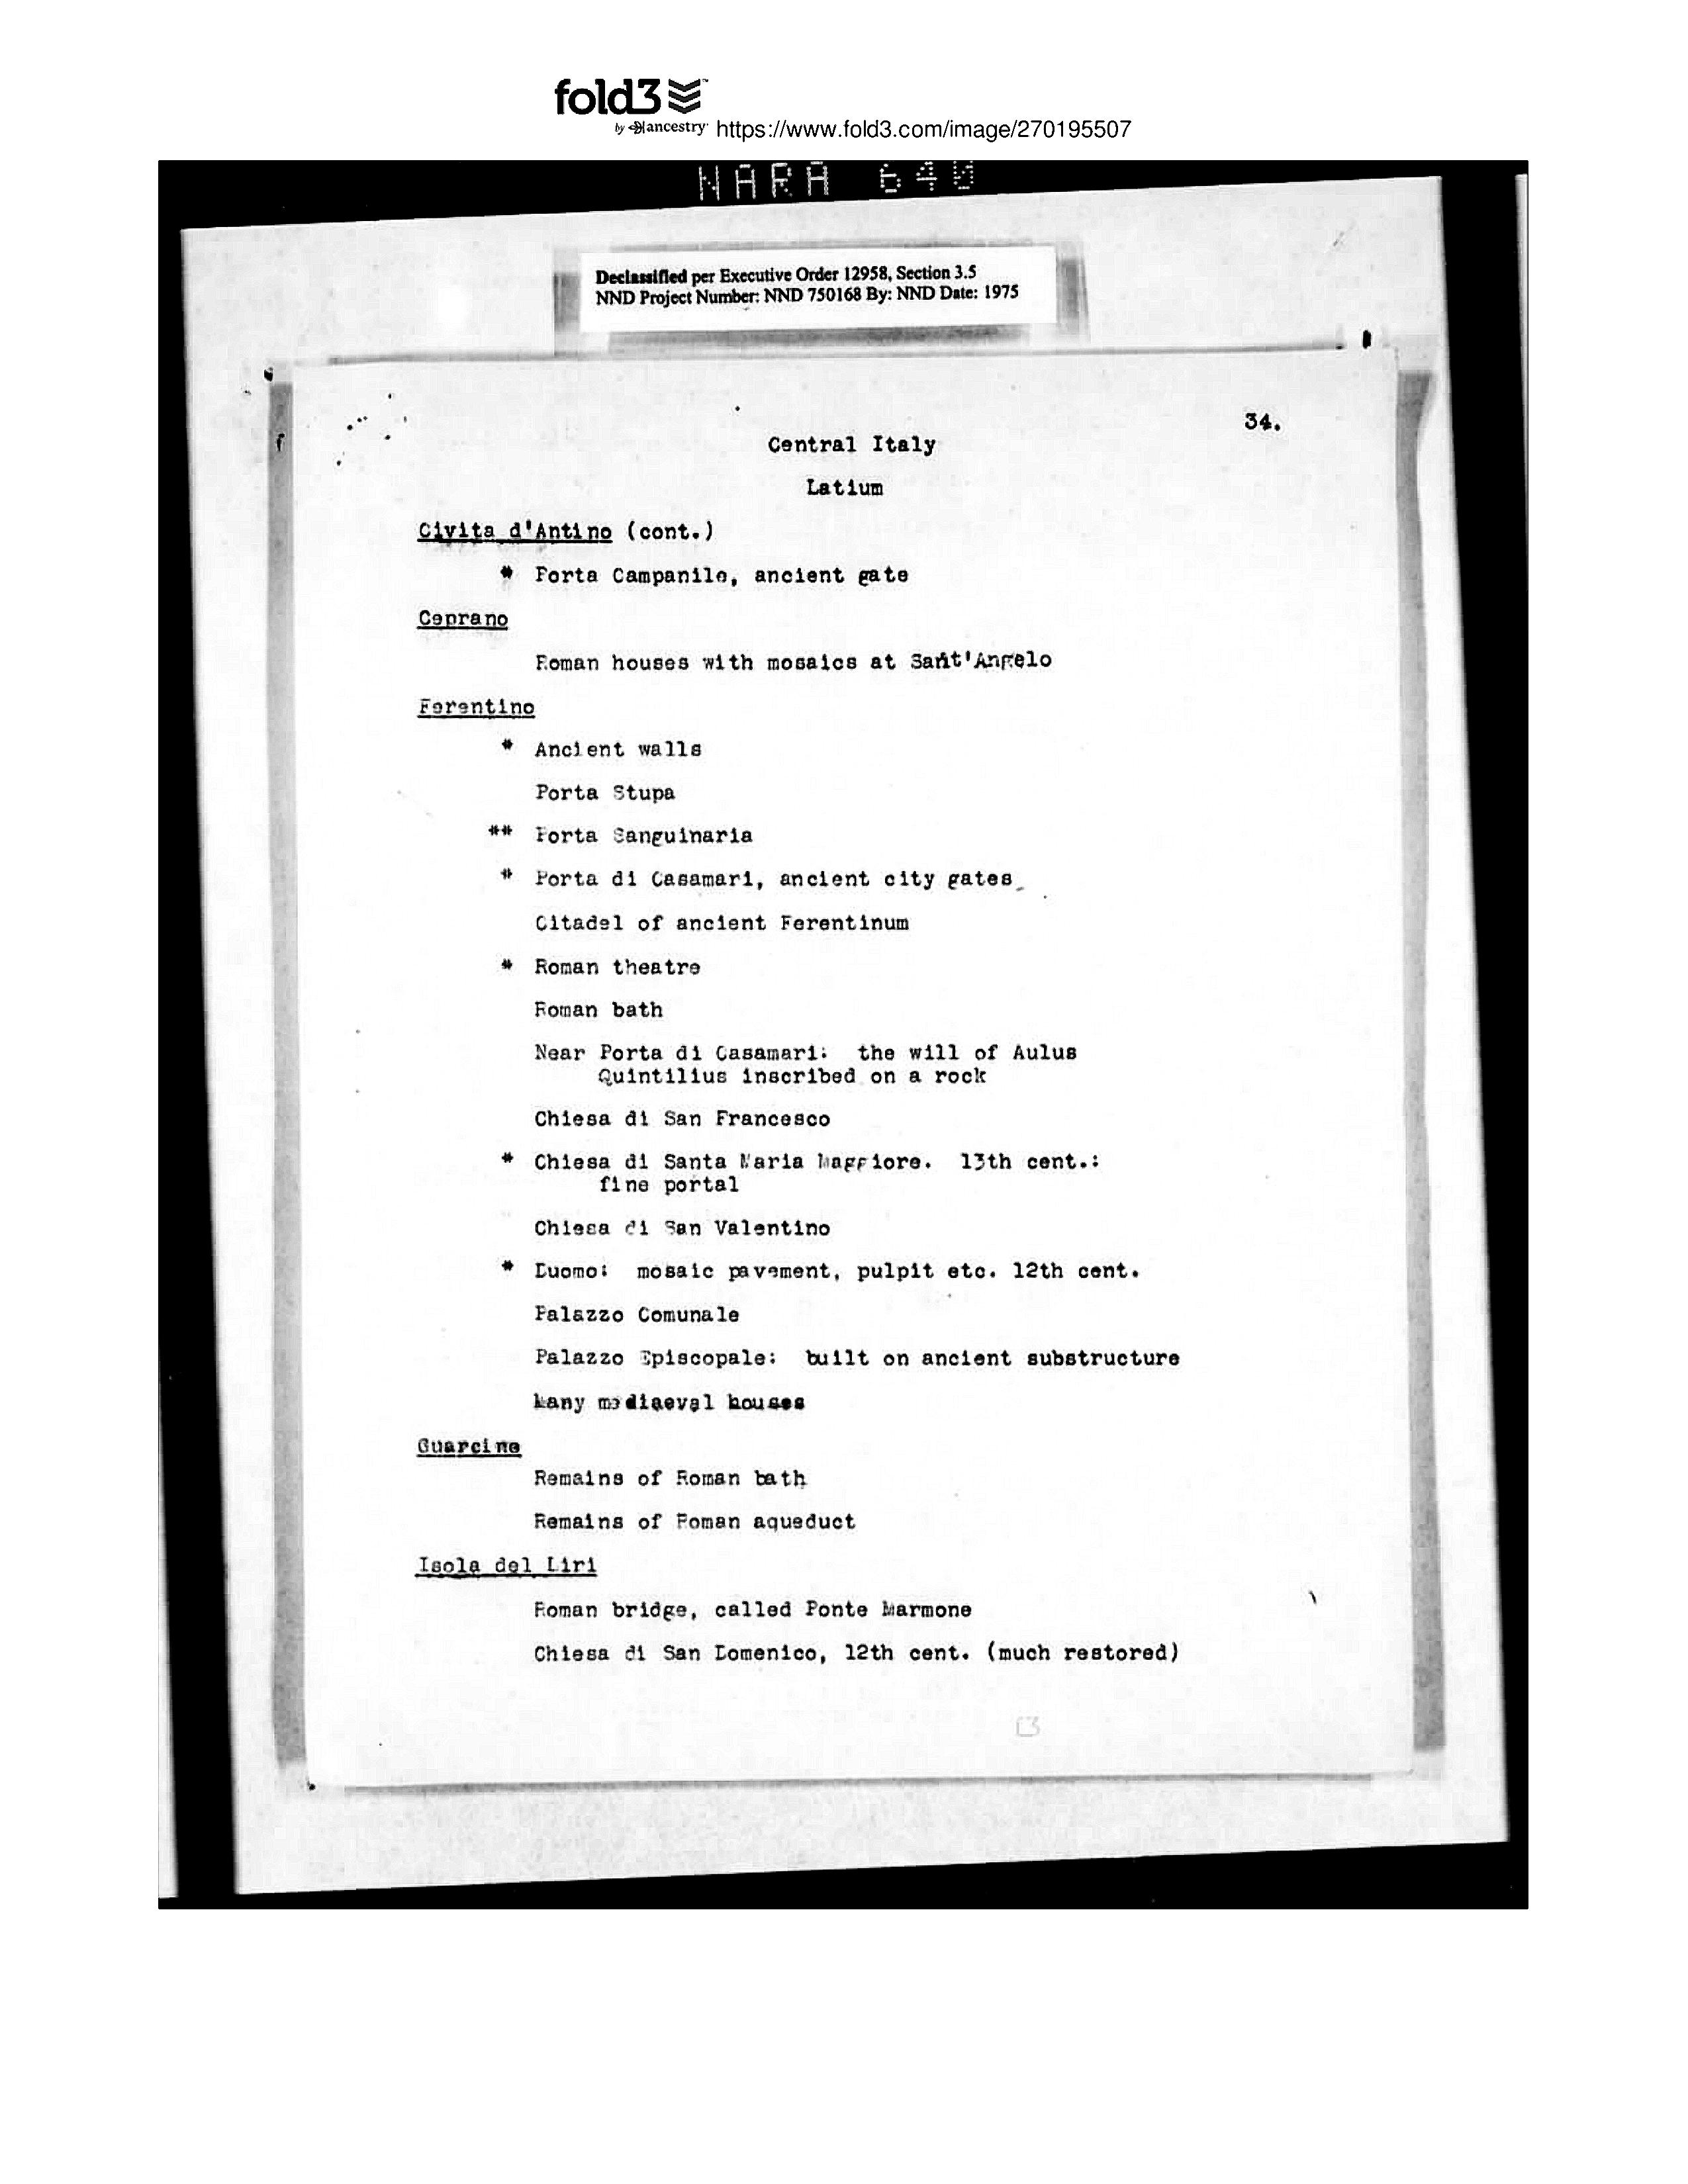 fold3
by ancestry
https://www.fold3.com/image/270195507
NARA 640
Declassified per Executive Order 12958, Section 3.5
NND Project Number: NND 750168 By: NND Date: 1975
34.
Central Italy
Latium
Civita d'Antino (cont.)
* Porta Campanile, ancient gate
Ceprano
Roman houses with mosaics at Sant'Angelo
Ferentino
* Ancient walls
Porta Stupa
** Porta Sanguinaria
* Porta di Casamari, ancient city gates
Citadel of ancient Ferentinum
* Roman theatre
Roman bath
Near Porta di Casamari: the will of Aulus
Quintilius inscribed on a rock
Chiesa di San Francesco
* Chiesa di Santa Maria Maggiore. 13th cent.:
fine portal
Chiesa di San Valentino
* Duomo: mosaic pavement, pulpit etc. 12th cent.
Palazzo Comunale
Palazzo Episcopale: built on ancient substructure
Many mediaeval houses
Guarcino
Remains of Roman bath
Remains of Roman aqueduct
Isola del Liri
Roman bridge, called Ponte Marmone
Chiesa di San Domenico, 12th cent. (much restored)